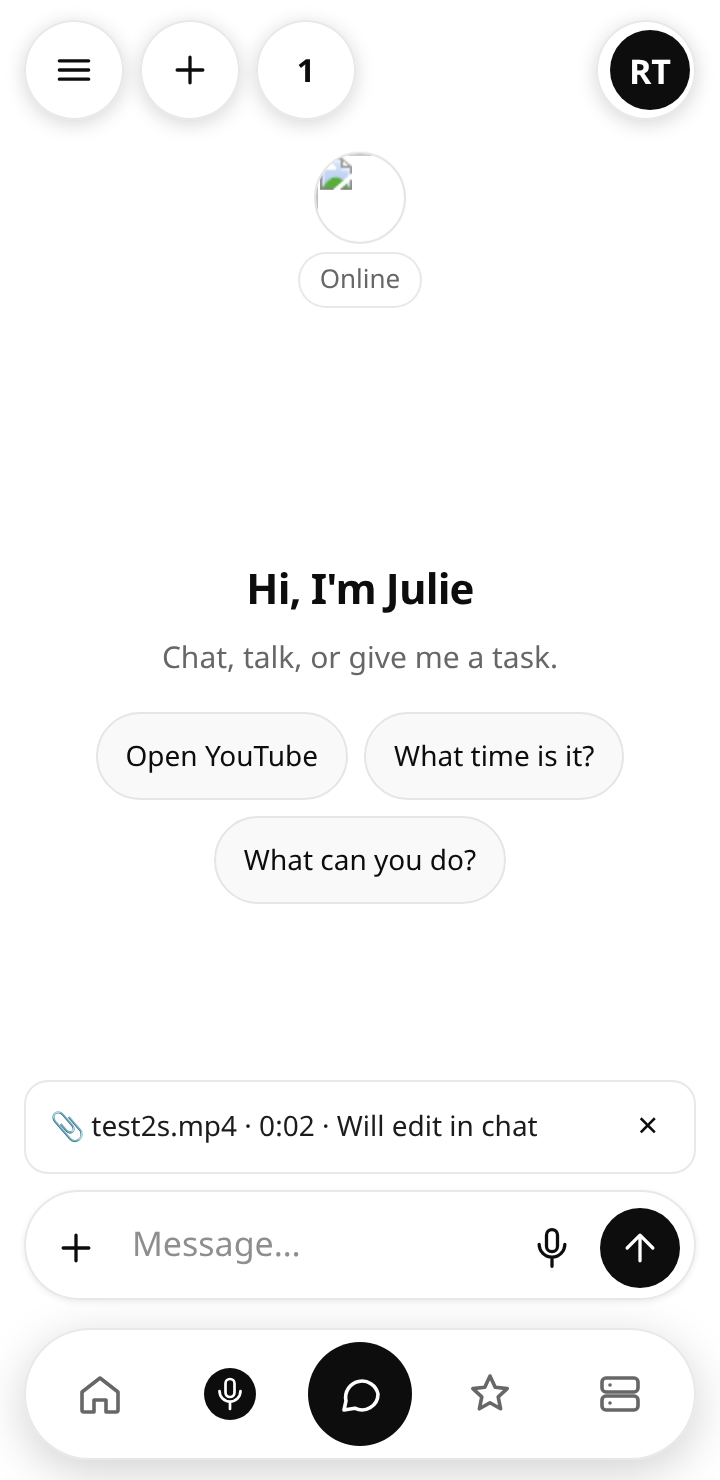 1
RT
Online
Hi, I'm Julie
Chat, talk, or give me a task.
Open YouTube
What time is it?
What can you do?
📎 test2s.mp4 · 0:02 · Will edit in chat
Message...